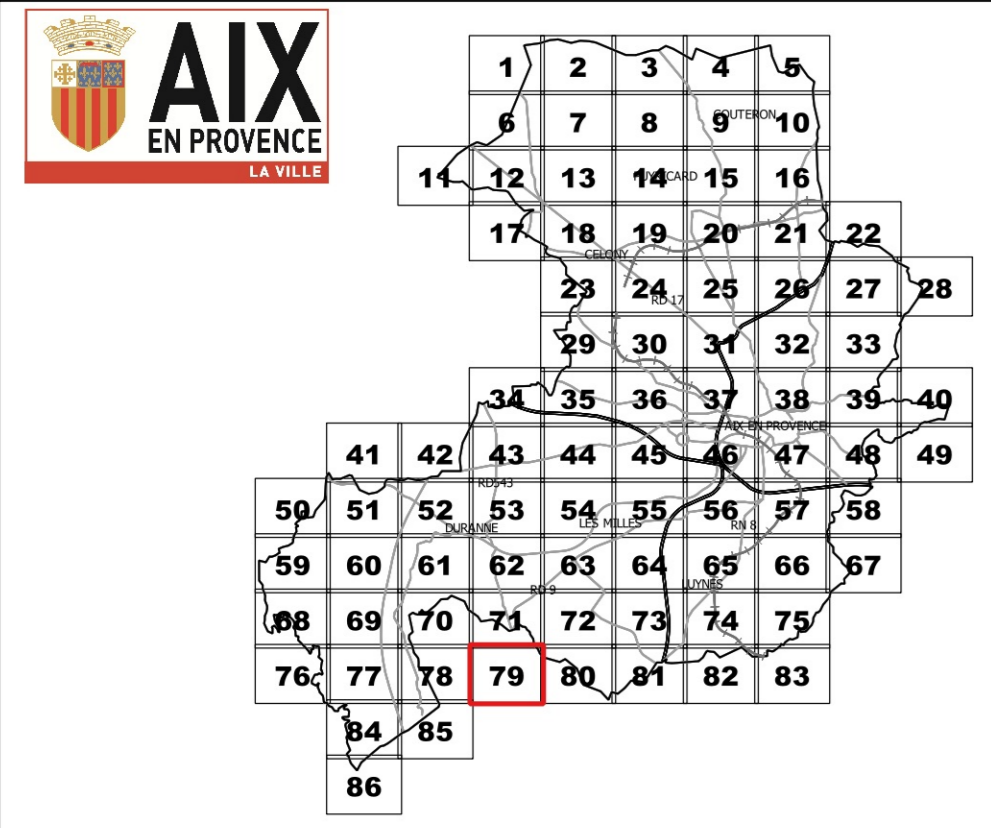 AIX
EN PROVENCE
LA VILLE
1 2 3 4 5
6 7 8 9 10
COUTERON
11 12 13 14 15 16
PUYRICARD
17 18 19 20 21 22
CELONY
23 24 25 26 27 28
RD 17
29 30 31 32 33
34 35 36 37 38 39 40
AIX EN PROVENCE
41 42 43 44 45 46 47 48 49
RD543
50 51 52 53 54 55 56 57 58
DURANNE LES MILLES RN 8
59 60 61 62 63 64 65 66 67
RD 9 LUYNES
68 69 70 71 72 73 74 75
76 77 78 79 80 81 82 83
84 85
86